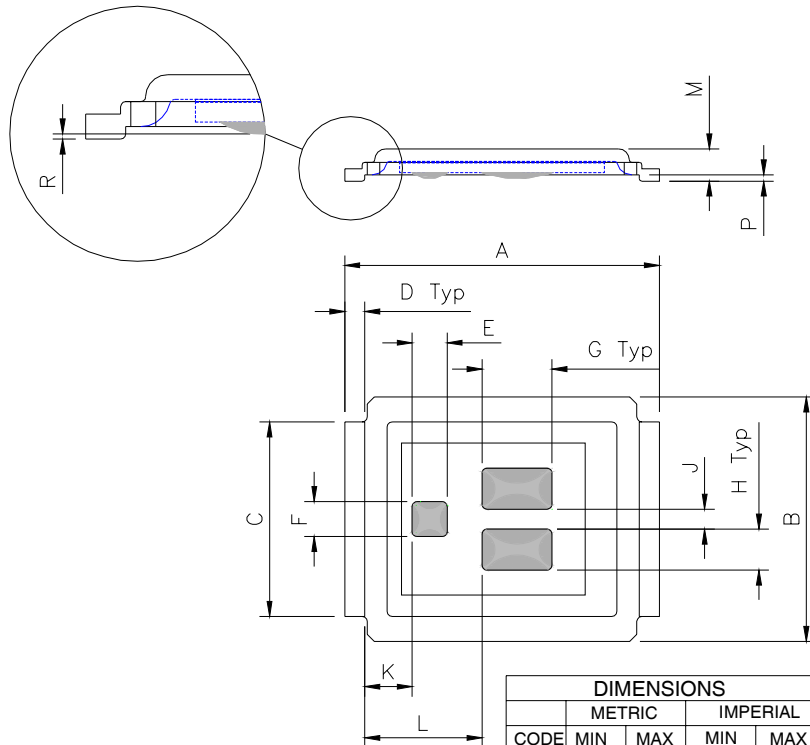 M
R
P
A
D Typ
E
G Typ
J
H Typ
C
F
B
K
L
DIMENSIONS
METRIC IMPERIAL
CODE MIN MAX MIN MAX